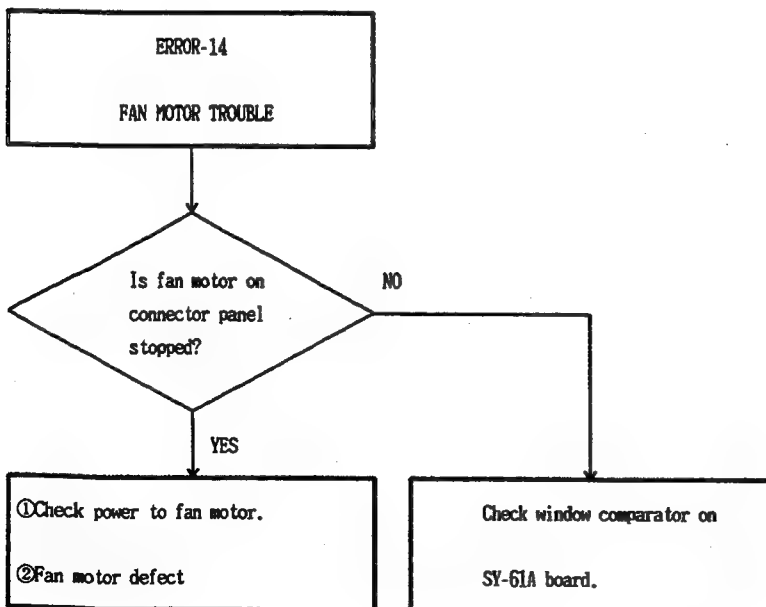 ERROR-14
FAN MOTOR TROUBLE
Is fan motor on
connector panel
stopped?
NO
YES
①Check power to fan motor.
②Fan motor defect
Check window comparator on
SY-61A board.